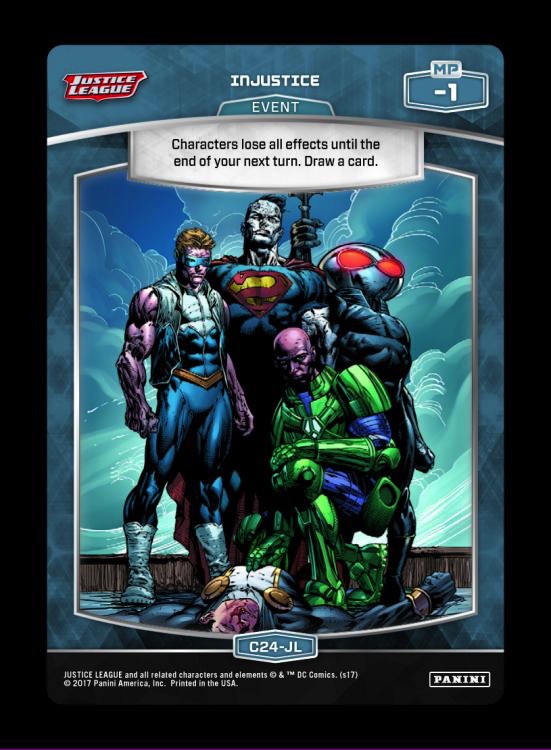 JUSTICE
LEAGUE
INJUSTICE
MP
-1
EVENT
Characters lose all effects until the
end of your next turn. Draw a card.
C24-JL
JUSTICE LEAGUE and all related characters and elements © & ™ DC Comics. (s17)
© 2017 Panini America, Inc. Printed in the USA.
PANINI